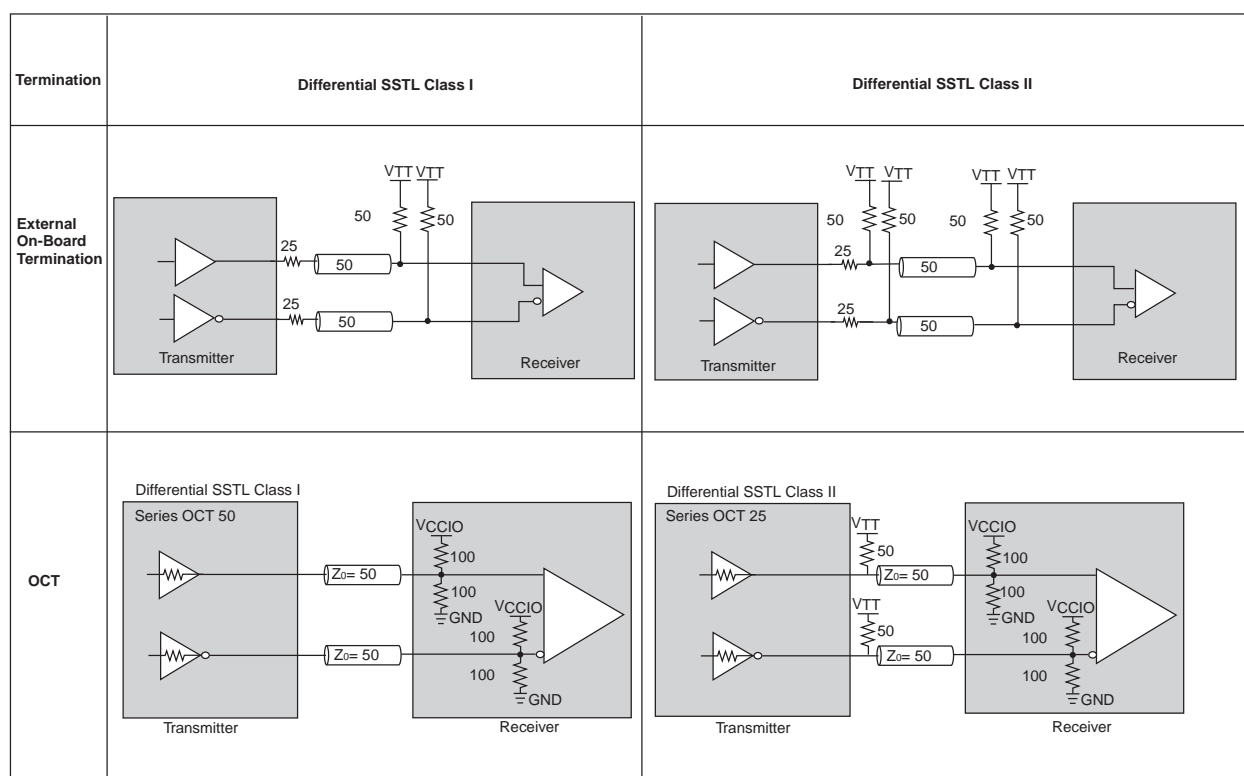 Termination
Differential SSTL Class I
Differential SSTL Class II
External
On-Board
Termination
VTT VTT
50 50
25
50
25
50
Transmitter
Receiver
VTT VTT
VTT VTT
50 50
50 50
25
50
25
50
Transmitter
Receiver
OCT
Differential SSTL Class I
Series OCT 50
VCCIO
100
Z0= 50
100
GND
VCCIO
100
Z0= 50
100
GND
Transmitter
Receiver
Differential SSTL Class II
Series OCT 25
VTT
50
VCCIO
100
Z0= 50
100
GND
VTT
50
VCCIO
100
Z0= 50
100
GND
Transmitter
Receiver